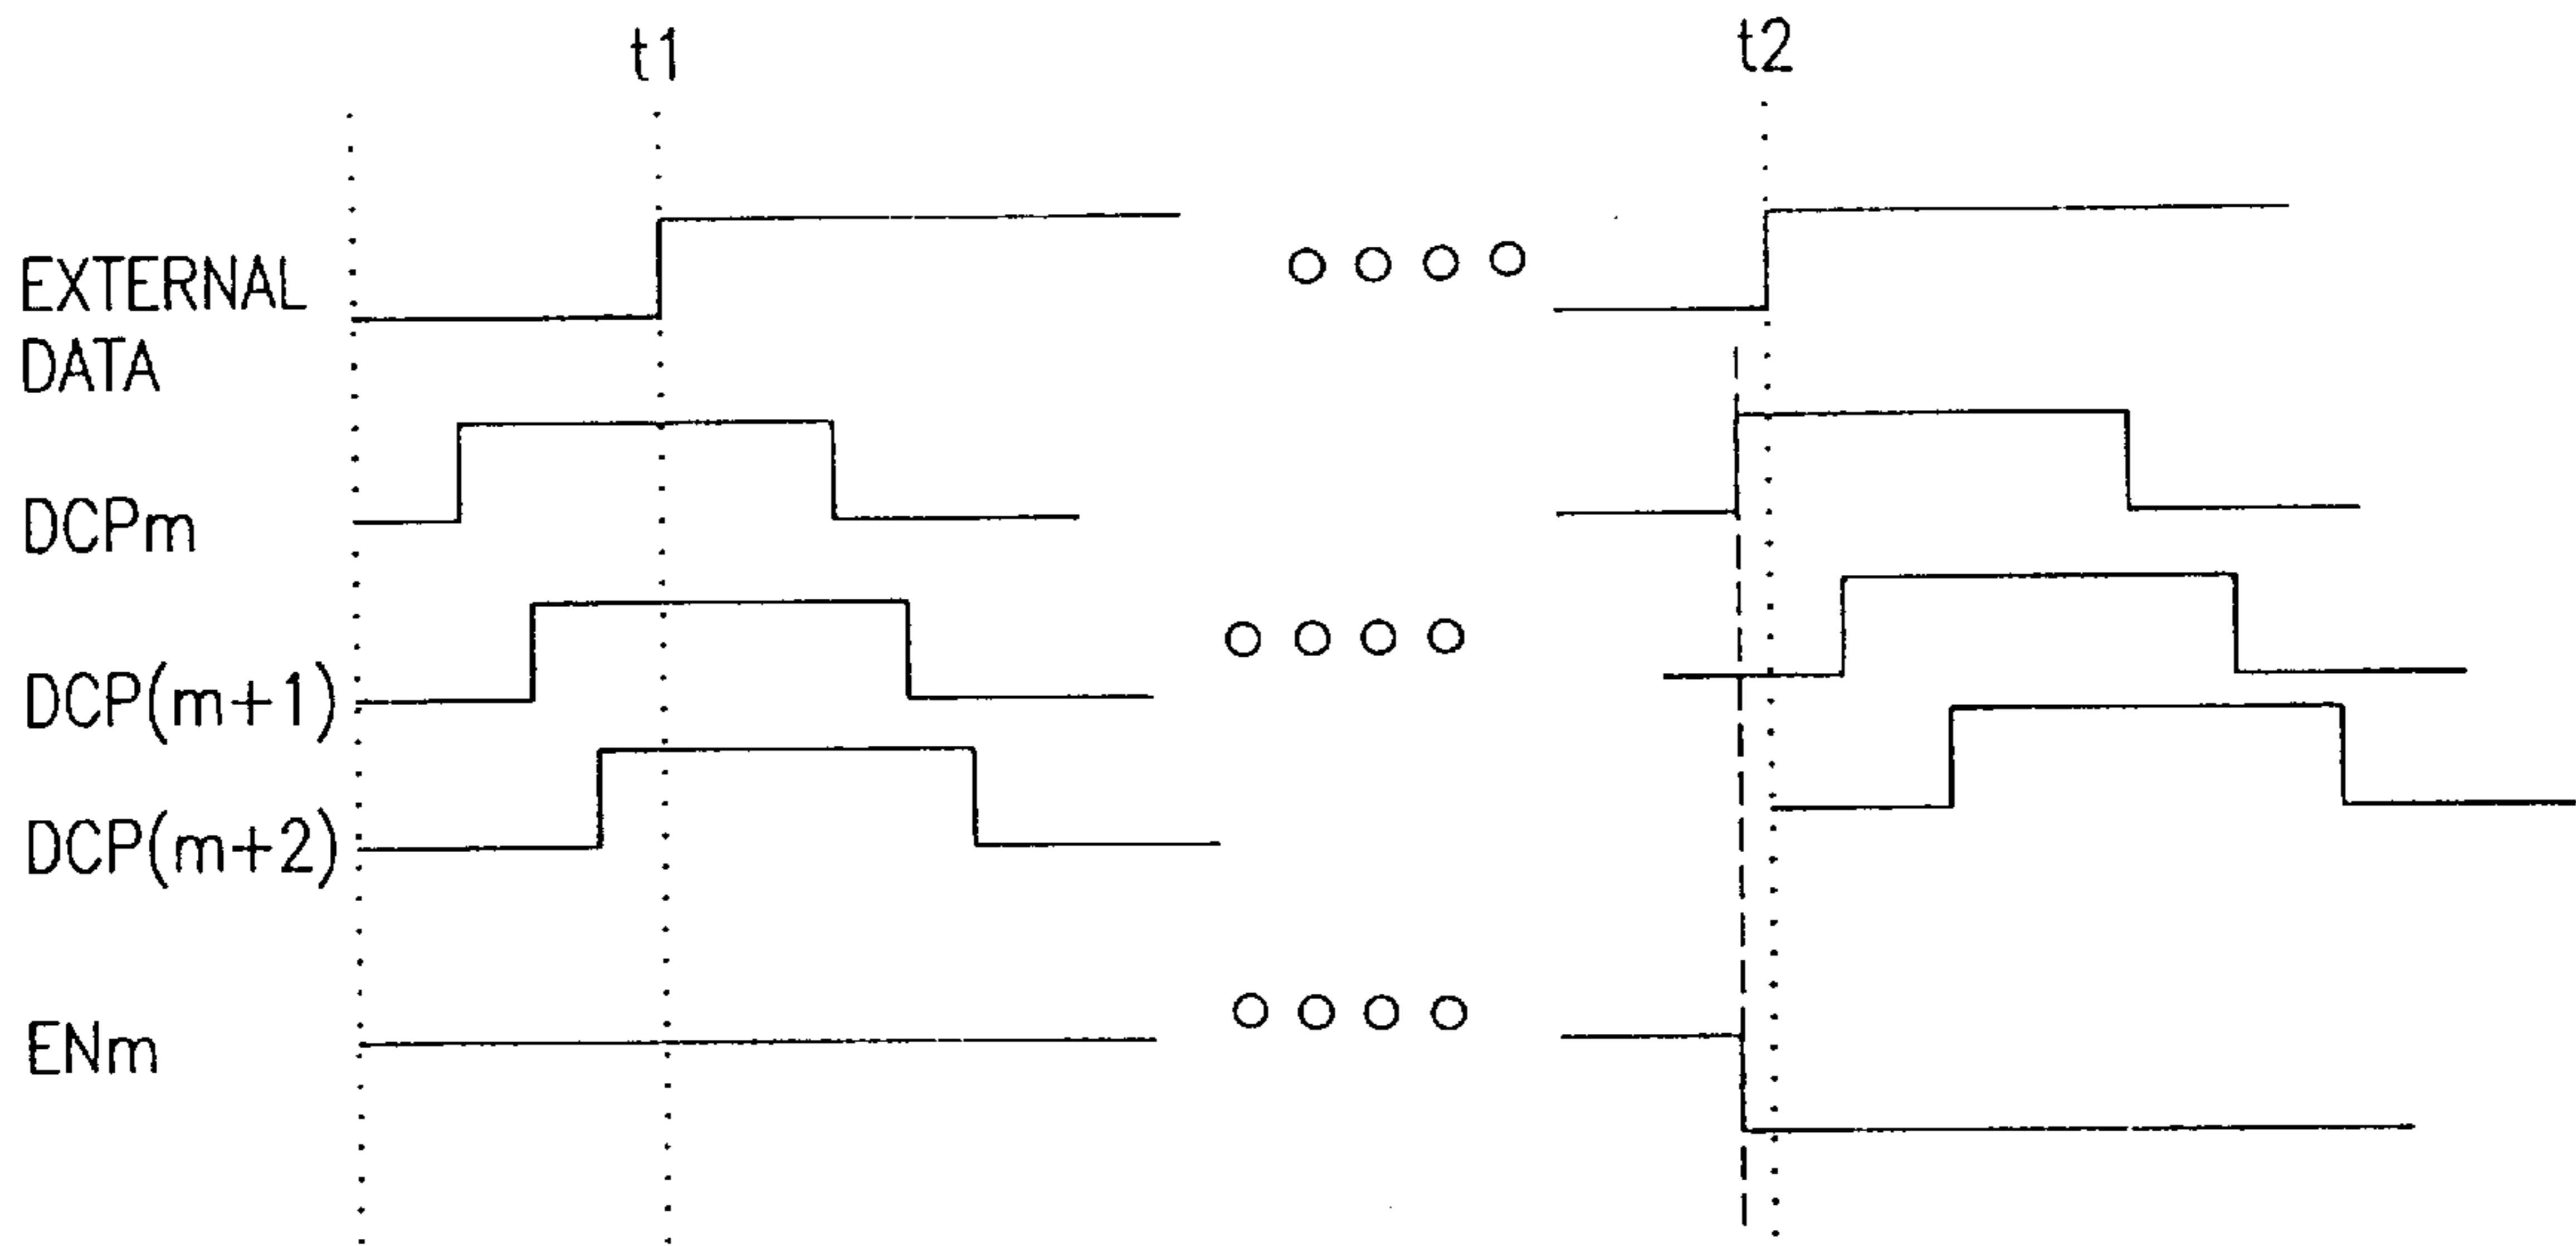 t1
t2
EXTERNAL
DATA
DCPm
DCP(m+1)
DCP(m+2)
ENm